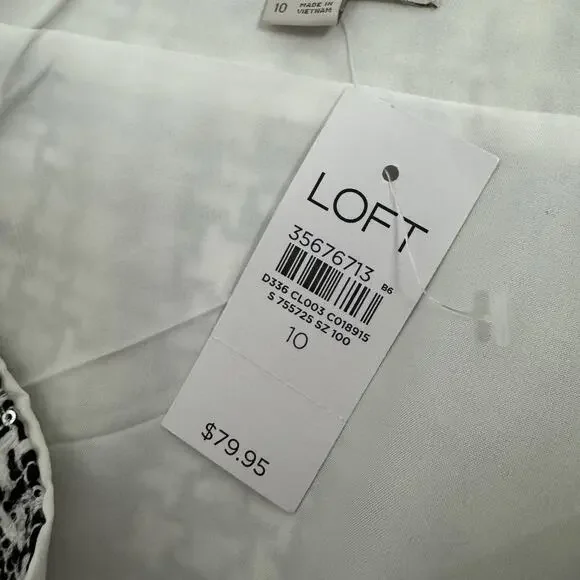 10
MADE IN
VIETNAM
LOFT
35676713
B6
D336 CL003 C018915
S 755725 SZ 100
10
$79.95